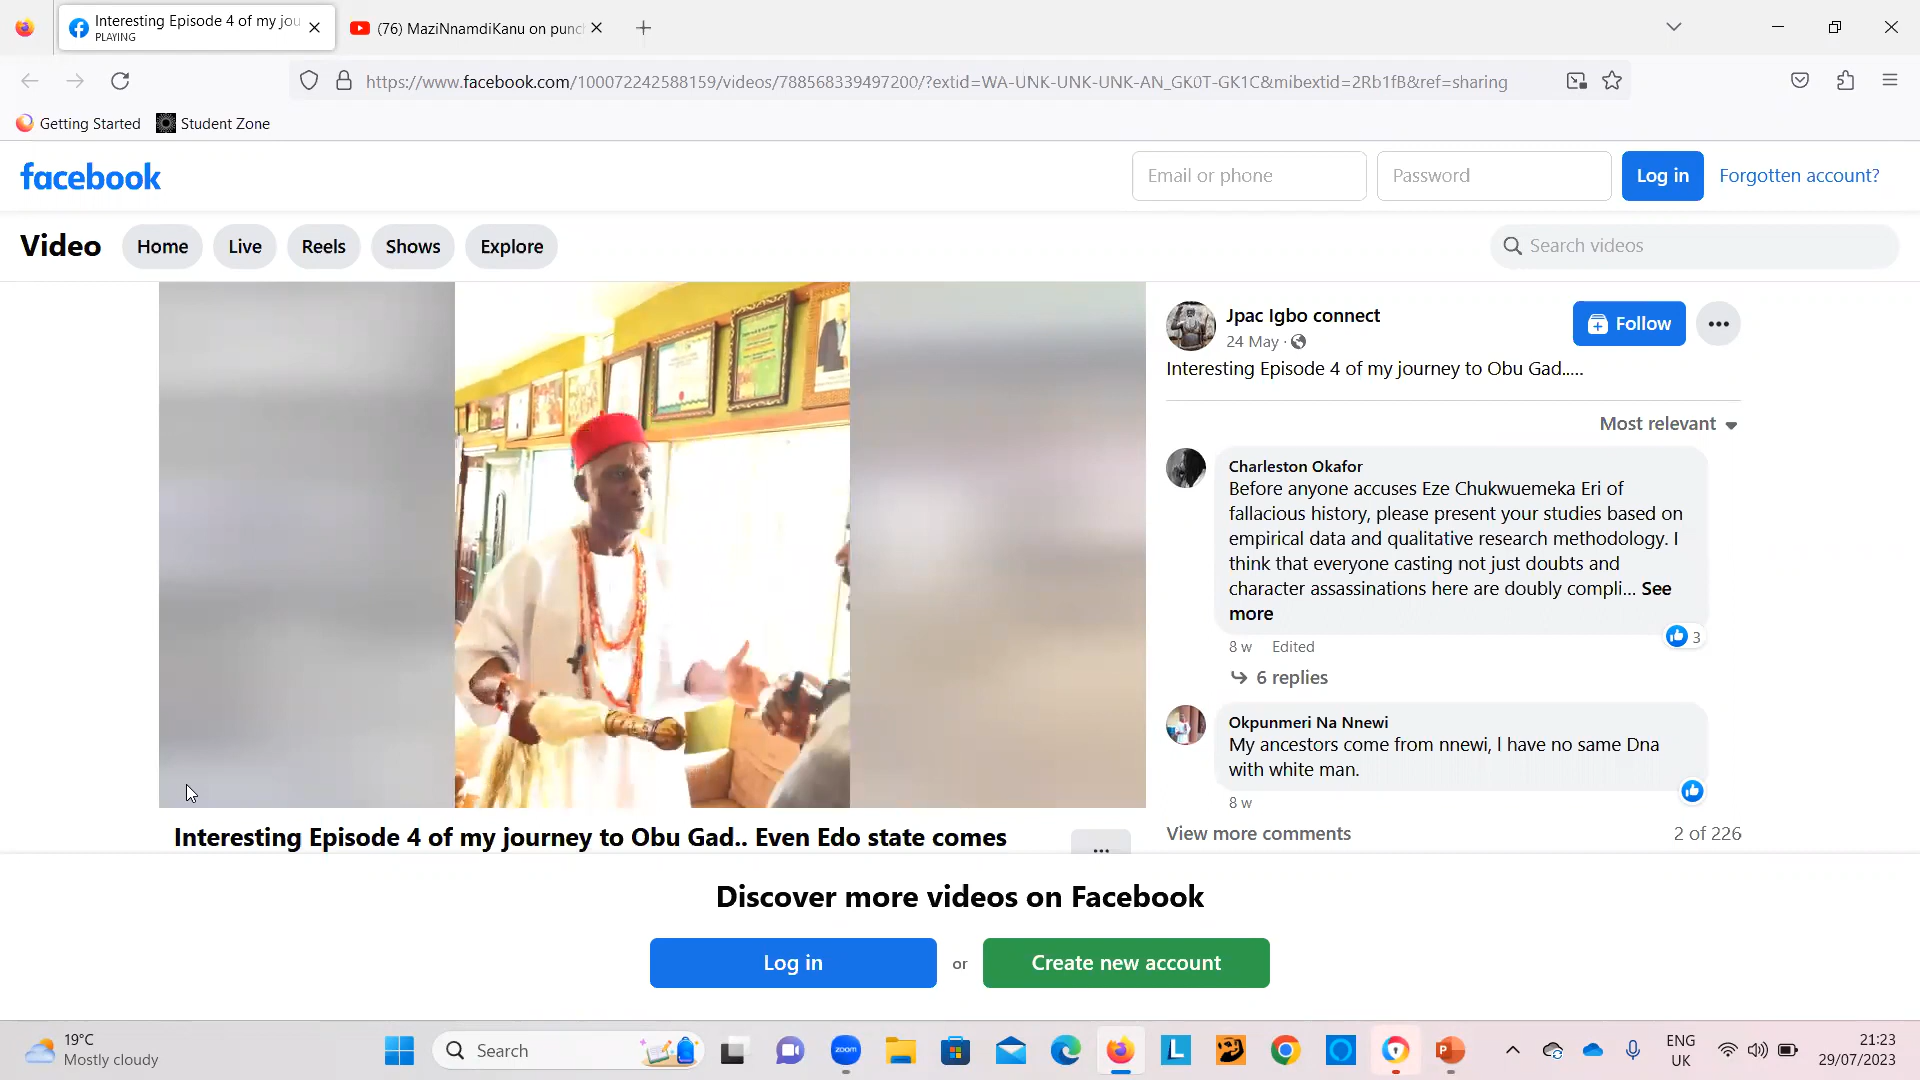 Interesting Episode 4 of my jou
PLAYING
(76) MaziNnamdiKanu on punc
https://www.facebook.com/100072242588159/videos/788568339497200/?extid=WA-UNK-UNK-UNK-AN_GK0T-GK1C&mibextid=2Rb1fB&ref=sharing
Getting Started
Student Zone
facebook
Email or phone
Password
Log in
Forgotten account?
Video
Home
Live
Reels
Shows
Explore
Search videos
Jpac Igbo connect
24 May ·
Follow
Interesting Episode 4 of my journey to Obu Gad.....
Most relevant
Charleston Okafor
Before anyone accuses Eze Chukwuemeka Eri of
fallacious history, please present your studies based on
empirical data and qualitative research methodology. I
think that everyone casting not just doubts and
character assassinations here are doubly compli... See
more
3
8 w Edited
6 replies
Okpunmeri Na Nnewi
My ancestors come from nnewi, I have no same Dna
with white man.
8 w
View more comments
2 of 226
Interesting Episode 4 of my journey to Obu Gad.. Even Edo state comes
Discover more videos on Facebook
Log in
or
Create new account
19°C
Mostly cloudy
Search
zoom
L
P
ENG
UK
21:23
29/07/2023